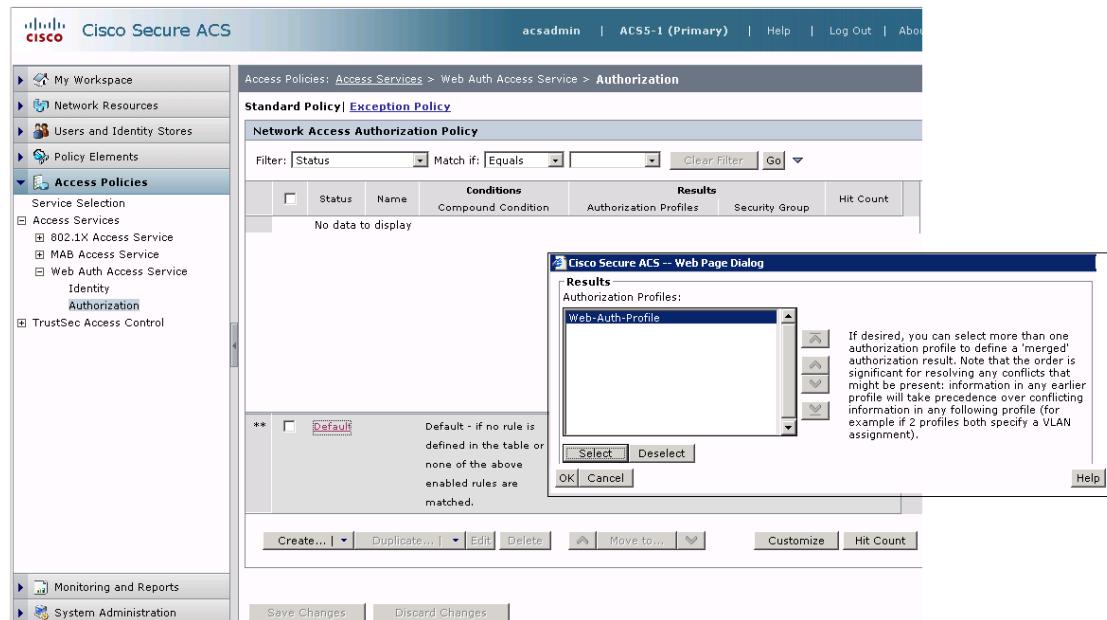 cisco
Cisco Secure ACS
acsadmin | ACS5-1 (Primary) | Help | Log Out | Abou
My Workspace
Network Resources
Users and Identity Stores
Policy Elements
Access Policies
Service Selection
Access Services
802.1X Access Service
MAB Access Service
Web Auth Access Service
Identity
Authorization
TrustSec Access Control
Monitoring and Reports
System Administration
Access Policies: Access Services > Web Auth Access Service > Authorization
Standard Policy| Exception Policy
Network Access Authorization Policy
Filter: Status Match if: Equals Clear Filter Go
Conditions Results
Status Name Compound Condition Authorization Profiles Security Group Hit Count
No data to display
** Default
Default - if no rule is
defined in the table or
none of the above
enabled rules are
matched.
Create... | Duplicate... | Edit Delete Move to... Customize Hit Count
Save Changes Discard Changes
Cisco Secure ACS -- Web Page Dialog
Results
Authorization Profiles:
Web-Auth-Profile
If desired, you can select more than one
authorization profile to define a 'merged'
authorization result. Note that the order is
significant for resolving any conflicts that
might be present: information in any earlier
profile will take precedence over conflicting
information in any following profile (for
example if 2 profiles both specify a VLAN
assignment).
Select Deselect
OK Cancel Help